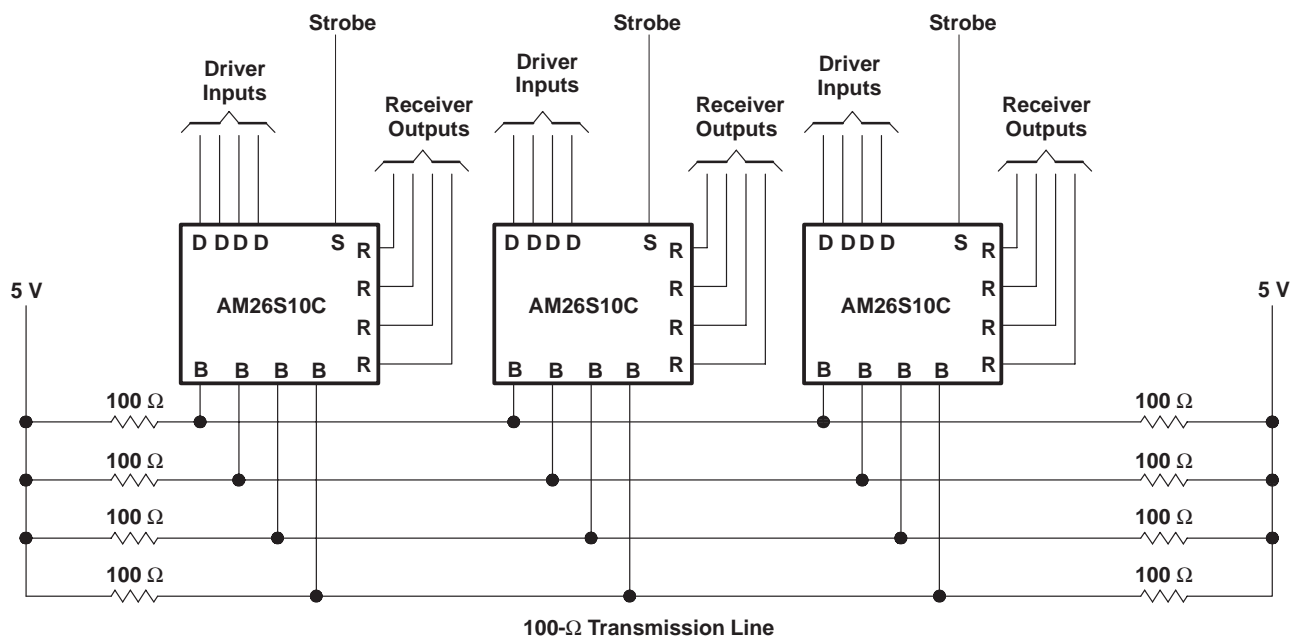 Strobe Strobe Strobe
Driver Inputs
Receiver Outputs
Driver Inputs
Receiver Outputs
Driver Inputs
Receiver Outputs
D D D D S R
D D D D S R
D D D D S R
R R R
5 V AM26S10C AM26S10C AM26S10C 5 V
R R R
B B B B R
B B B B R
B B B B R
100 Ω 100 Ω
100 Ω 100 Ω
100 Ω 100 Ω
100 Ω 100 Ω
100-Ω Transmission Line